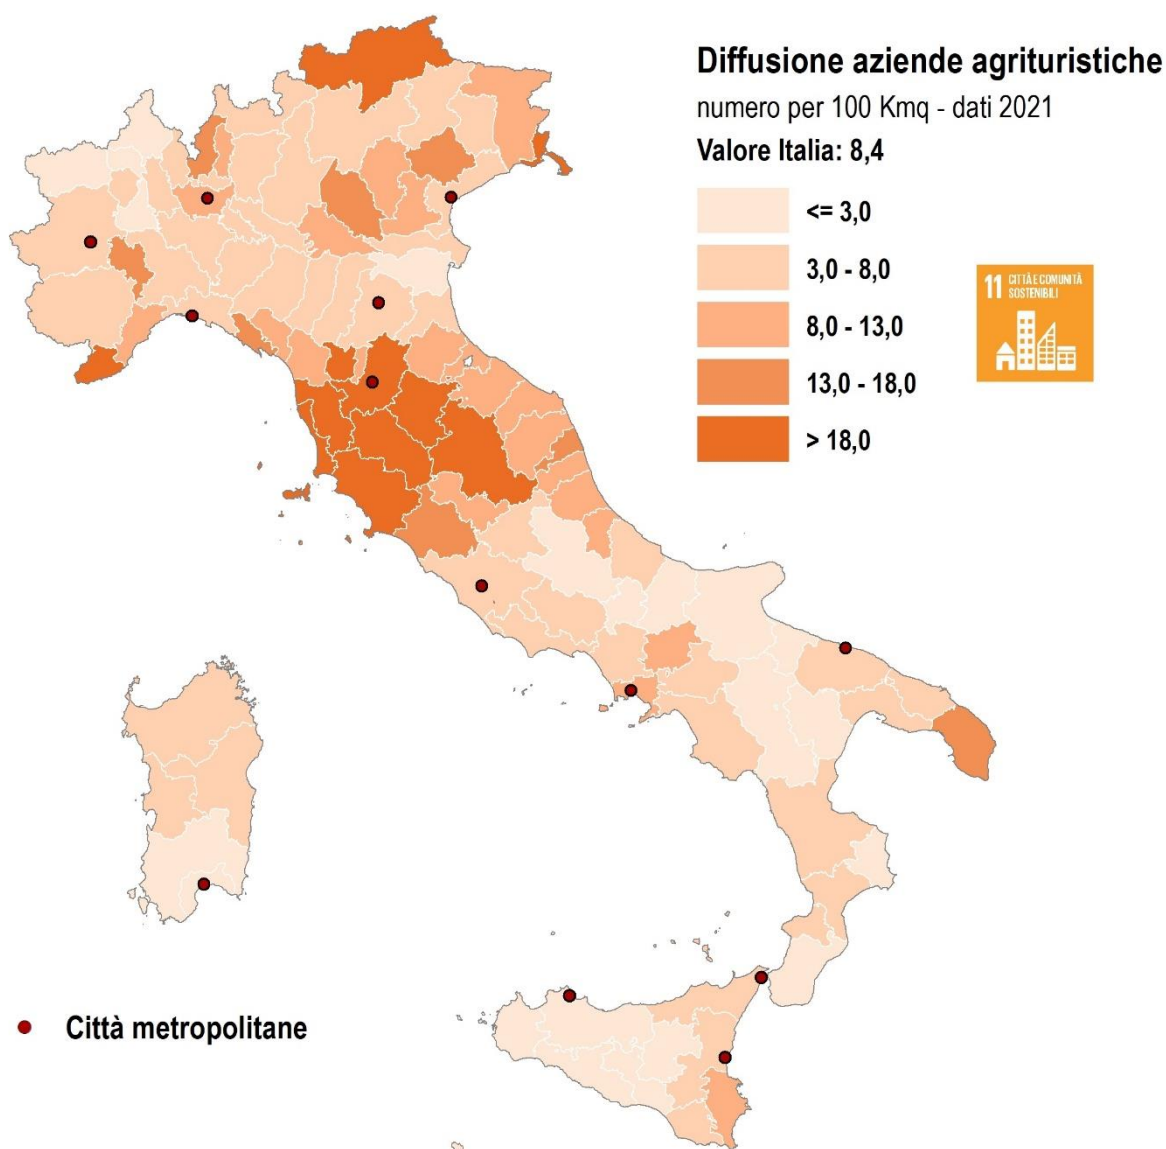 Diffusione aziende agrituristiche
numero per 100 Kmq - dati 2021
Valore Italia: 8,4
<= 3,0
3,0 - 8,0
8,0 - 13,0
13,0 - 18,0
> 18,0
11 CITTÀ E COMUNITÀ
SOSTENIBILI
Città metropolitane